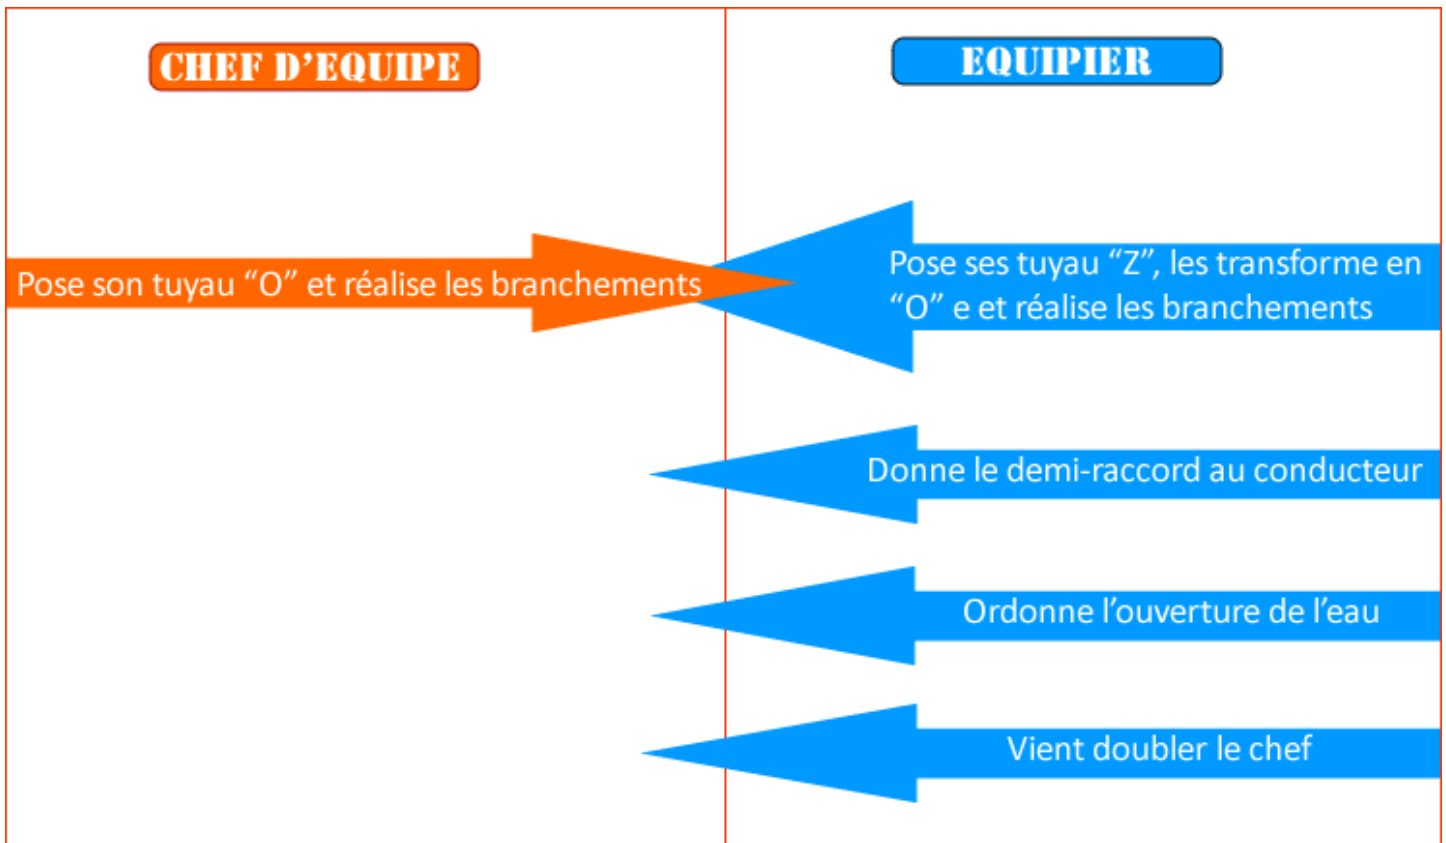 CHEF D’EQUIPE
EQUIPIER
Pose son tuyau “O” et réalise les branchements
Pose ses tuyau “Z”, les transforme en
“O” e et réalise les branchements
Donne le demi-raccord au conducteur
Ordonne l’ouverture de l’eau
Vient doubler le chef